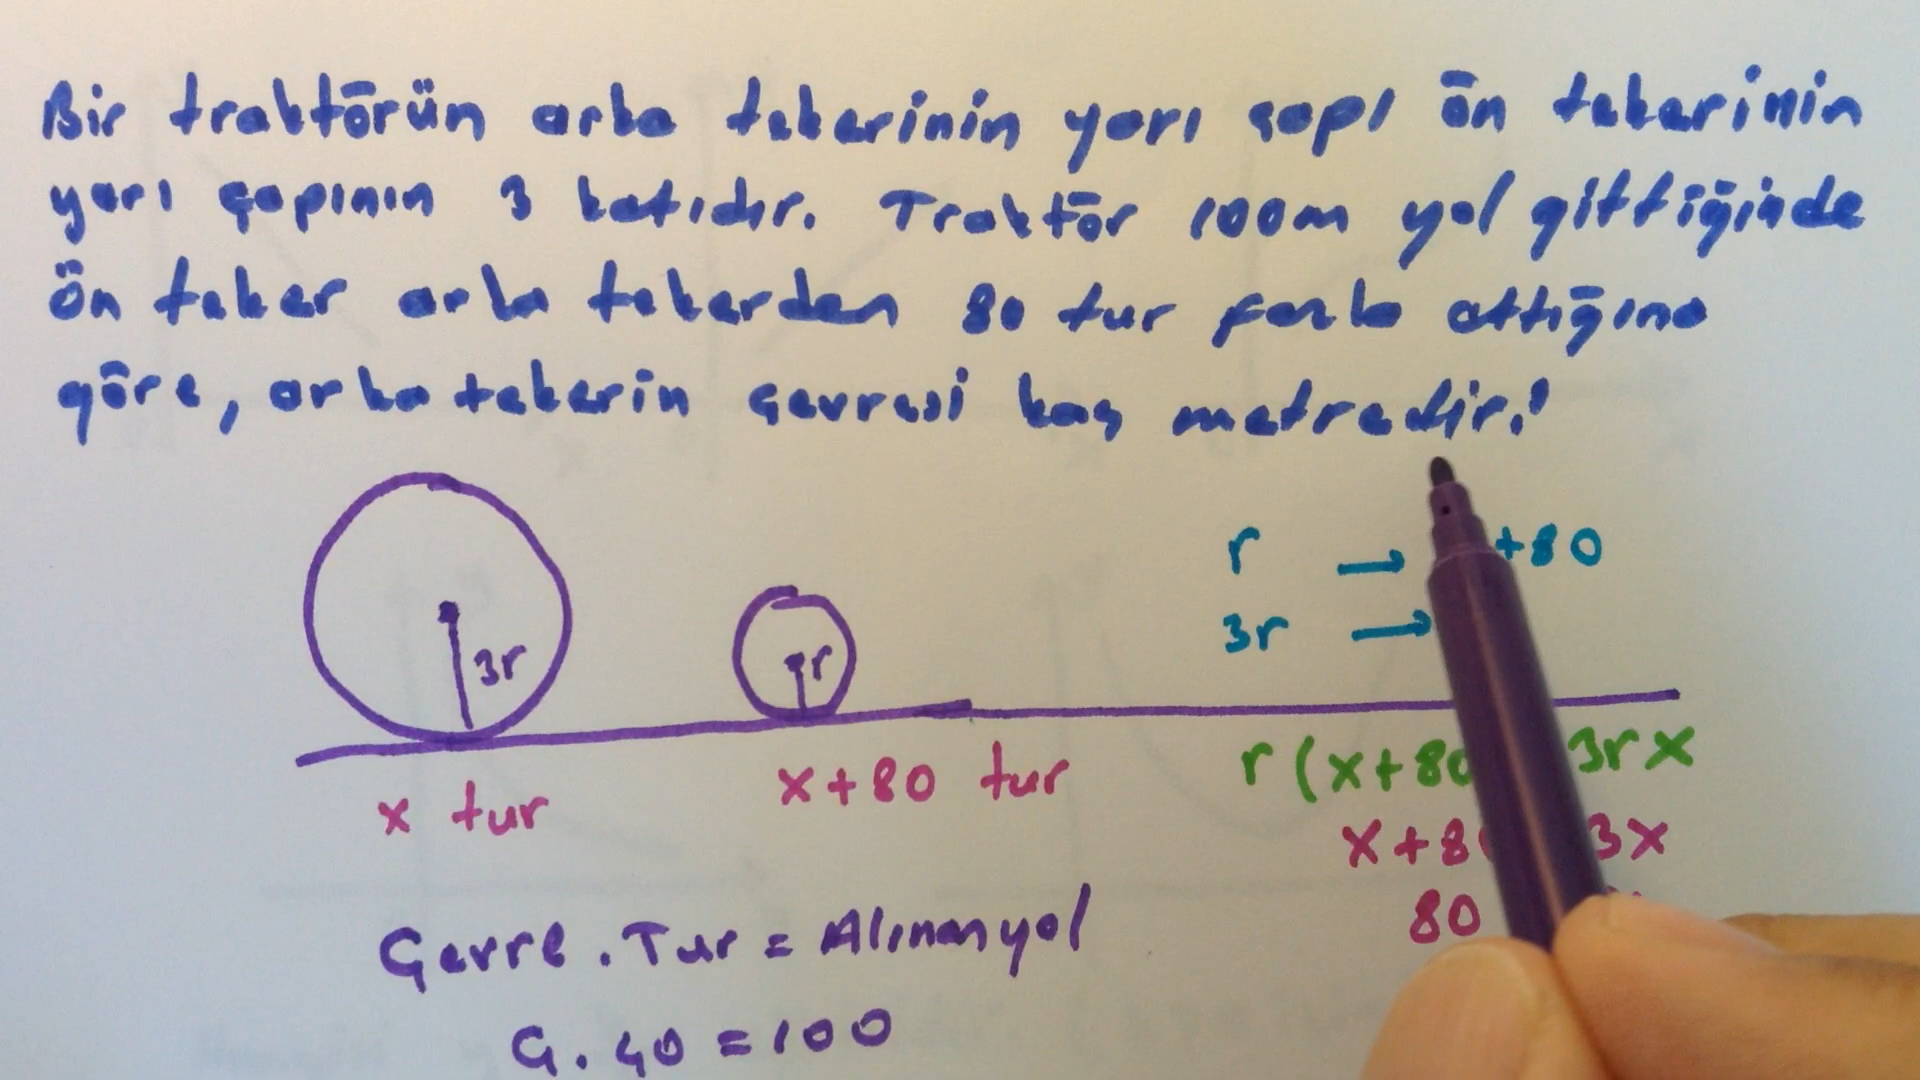 Bir traktörün arka tekerinin yarı çapı ön tekerinin
yarı çapının 3 katıdır. Traktör 100m yol gittiğinde
ön teker arka tekerden 80 tur fazla attığına
göre, arka tekerin çevresi kaç metredir?
r → +80
3r →
3r
r
x tur
x+80 tur
r(x+80 3rx
x+80 3x
80
Çevre . Tur = Alınan yol
Ç . 40 = 100